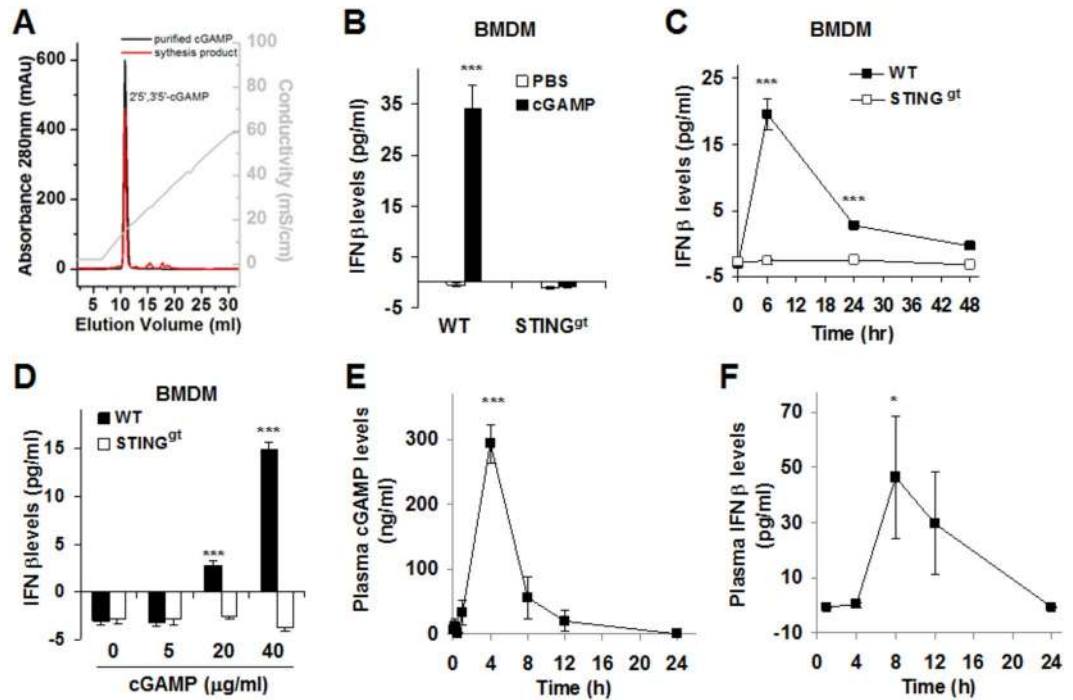 A
purified cGAMP
sythesis product
2'5',3'5'-cGAMP
Absorbance 280nm (mAu)
600
400
200
0
Conductivity (mS/cm)
100
80
60
40
20
0
5 10 15 20 25 30
Elution Volume (ml)
B
BMDM
***
PBS
cGAMP
IFNβ levels (pg/ml)
35
25
15
5
-5
WT STINGgt
C
BMDM
WT
STINGgt
***
***
IFNβ levels (pg/ml)
25
15
5
-5
0 6 12 18 24 30 36 42 48
Time (hr)
D
BMDM
WT
STINGgt
***
***
IFN βlevels (pg/ml)
15
10
5
0
-5
0 5 20 40
cGAMP (μg/ml)
E
***
Plasma cGAMP levels
(ng/ml)
300
200
100
0
0 4 8 12 16 20 24
Time (h)
F
*
Plasma IFNβ levels
(pg/ml)
70
50
30
10
-10
0 4 8 12 16 20 24
Time (h)